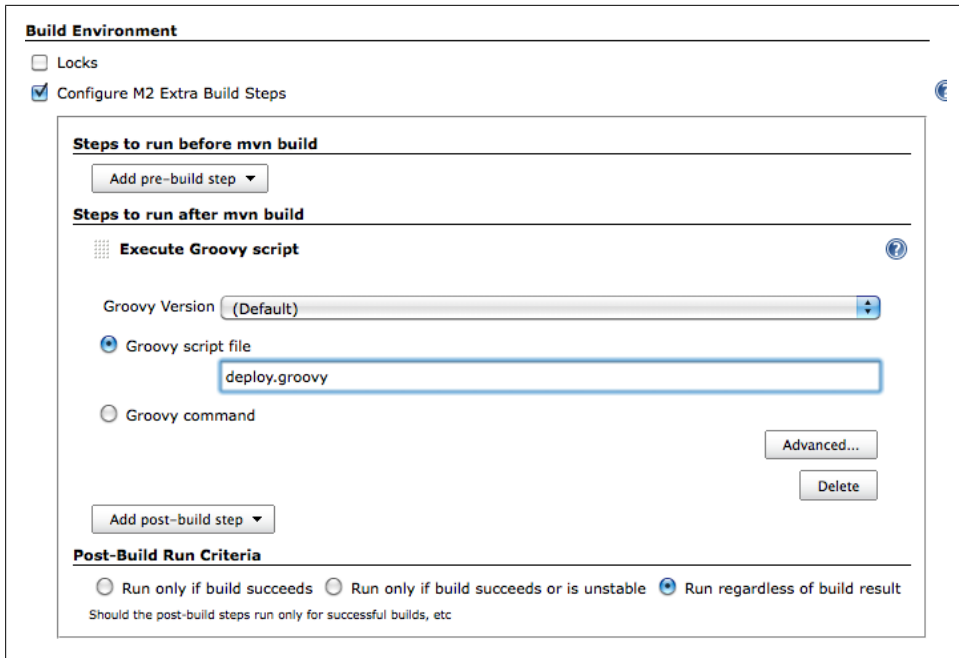 Build Environment
Locks
Configure M2 Extra Build Steps
Steps to run before mvn build
Add pre-build step
Steps to run after mvn build
Execute Groovy script
Groovy Version (Default)
Groovy script file
deploy.groovy
Groovy command
Advanced...
Delete
Add post-build step
Post-Build Run Criteria
Run only if build succeeds Run only if build succeeds or is unstable Run regardless of build result
Should the post-build steps run only for successful builds, etc